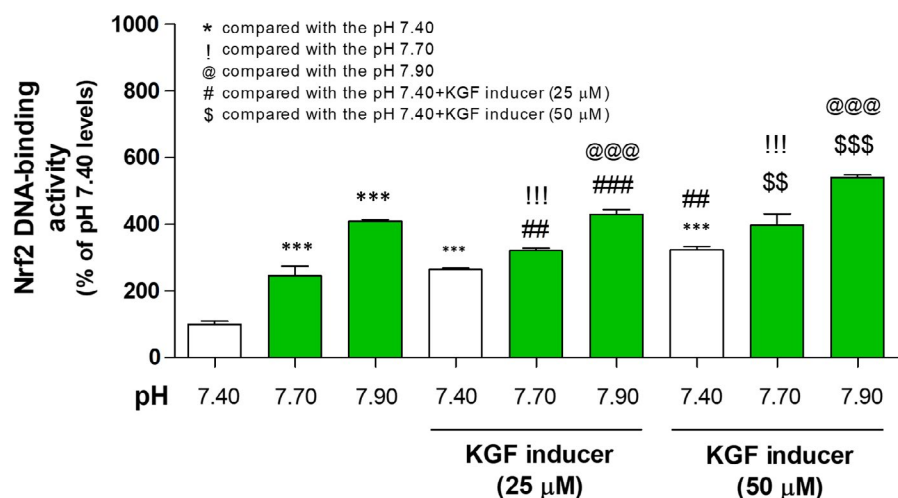 1000
800
600
400
200
0
Nrf2 DNA-binding
activity
(% of pH 7.40 levels)
* compared with the pH 7.40
! compared with the pH 7.70
@ compared with the pH 7.90
# compared with the pH 7.40+KGF inducer (25 μM)
$ compared with the pH 7.40+KGF inducer (50 μM)
***
***
***
!!!
##
@@@
###
##
***
!!!
$$
@@@
$$$
pH 7.40 7.70 7.90 7.40 7.70 7.90 7.40 7.70 7.90
KGF inducer
(25 μM)
KGF inducer
(50 μM)